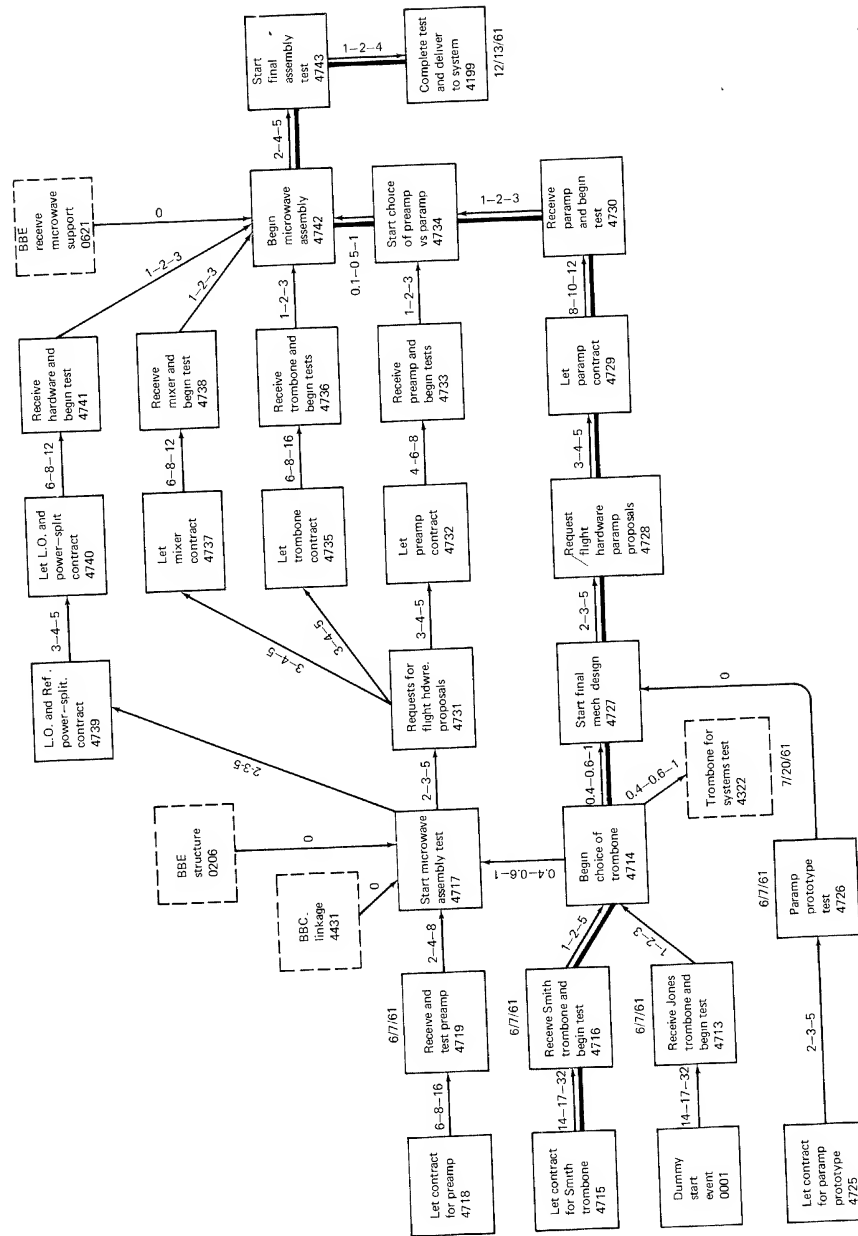 BBE
receive
microwave
support
0621
0
Start
final
assembly
test
4743
1–2–4
Complete test
and deliver
to system
4199
12/13/61
2–4–5
Begin
microwave
assembly
4742
0.1–0 5–1
Start choice
of preamp
vs paramp
4734
1–2–3
Receive
paramp
and begin
test
4730
1–2–3
1–2–3
1–2–3
1–2–3
Receive
hardware and
begin test
4741
Receive
mixer and
begin test
4738
Receive
trombone and
begin tests
4736
Receive
preamp and
begin tests
4733
8–10–12
6–8–12
6–8–12
6–8–16
4-6–8
Let L.O. and
power–split
contract
4740
Let
mixer
contract
4737
Let
trombone
contract
4735
Let
preamp
contract
4732
Let
paramp
contract
4729
3–4–5
3–4–5
3–4–5
3–4–5
3–4–5
L.O. and Ref.
power–split.
contract
4739
Requests for
flight hdwre.
proposals
4731
Request
flight
hardware
paramp
proposals
4728
2-3-5
2–3–5
2–3–5
BBE
structure
0206
0
BBC.
linkage
4431
0
Start microwave
assembly test
4717
0.4–0.6–1
Begin
choice of
trombone
4714
0.4–0.6–1
Start final
mech design
4727
0
0.4–0.6–1
Trombone for
systems test
4322
7/20/61
2–4–8
6/7/61
Receive and
test preamp
4719
1–2–5
6/7/61
Receive Smith
trombone and
begin test
4716
1–2–3
6/7/61
Receive Jones
trombone and
begin test
4713
6/7/61
Paramp
prototype
test
4726
6–8–16
14–17–32
14–17–32
2–3–5
Let contract
for preamp
4718
Let contract
for Smith
trombone
4715
Dummy
start
event
0001
Let contract
for paramp
prototype
4725